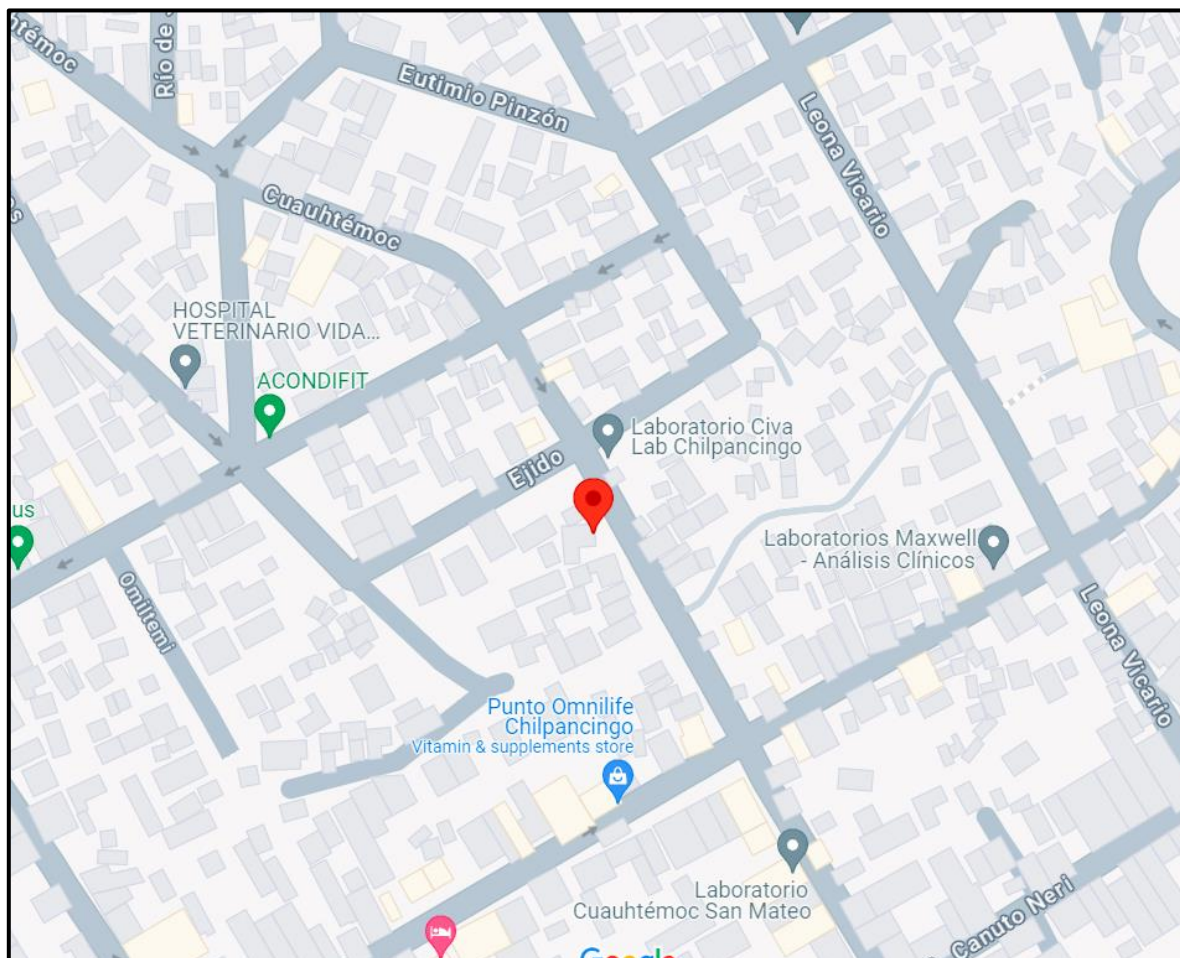 htémoc
Río de
Eutimio Pinzón
Leona Vicario
Cuauhtémoc
HOSPITAL
VETERINARIO VIDA...
ACONDIFIT
Laboratorio Civa
Lab Chilpancingo
Ejido
us
Laboratorios Maxwell
- Análisis Clínicos
Omiltemi
Leona Vicario
Punto Omnilife
Chilpancingo
Vitamin & supplements store
Laboratorio
Cuauhtémoc San Mateo
Canuto Neri
Google